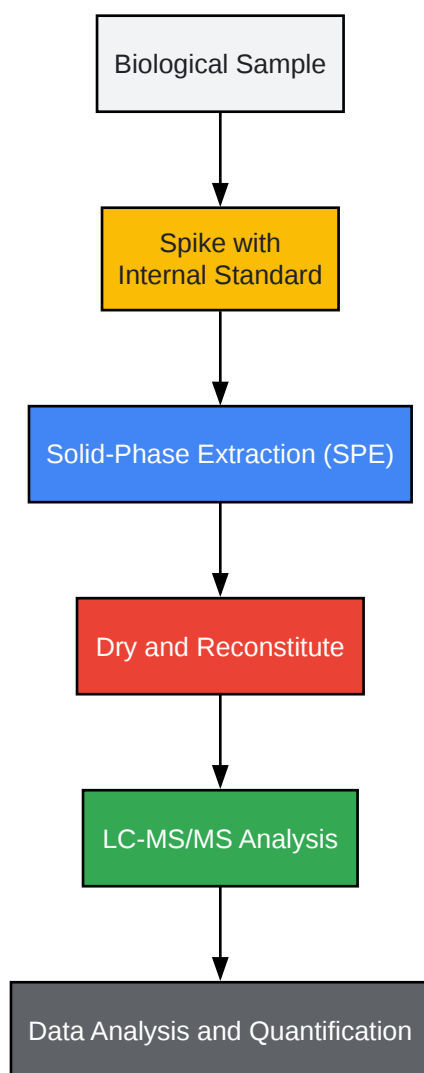 Biological Sample
Spike with
Internal Standard
Solid-Phase Extraction (SPE)
Dry and Reconstitute
LC-MS/MS Analysis
Data Analysis and Quantification